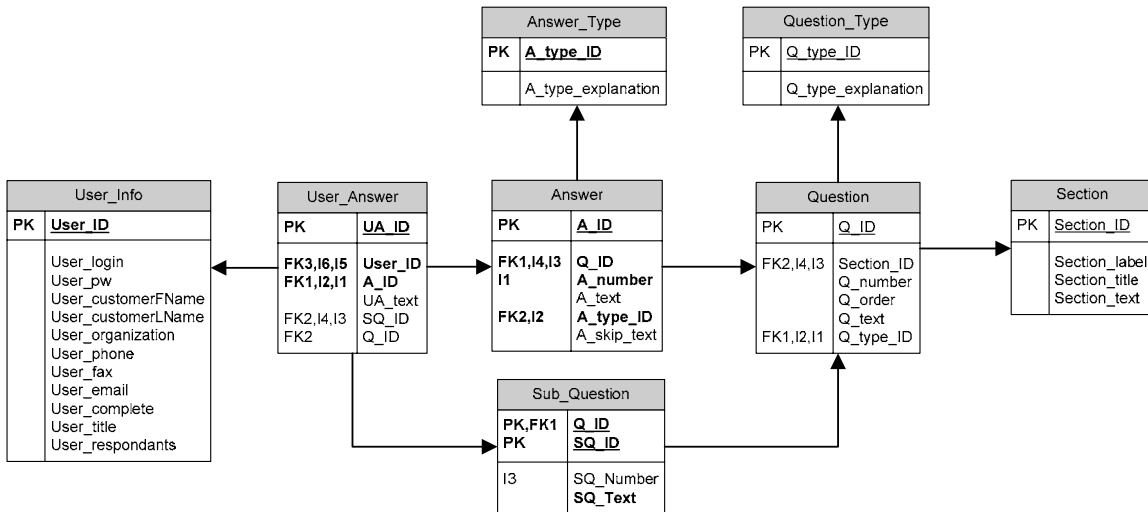 Answer_Type
PK A_type_ID
A_type_explanation
Question_Type
PK Q_type_ID
Q_type_explanation
User_Info
PK User_ID
User_login
User_pw
User_customerFName
User_customerLName
User_organization
User_phone
User_fax
User_email
User_complete
User_title
User_respondants
User_Answer
PK UA_ID
FK3,I6,I5 User_ID
FK1,I2,I1 A_ID
UA_text
FK2,I4,I3 SQ_ID
FK2 Q_ID
Answer
PK A_ID
FK1,I4,I3 Q_ID
I1 A_number
A_text
FK2,I2 A_type_ID
A_skip_text
Question
PK Q_ID
FK2,I4,I3 Section_ID
Q_number
Q_order
Q_text
FK1,I2,I1 Q_type_ID
Section
PK Section_ID
Section_label
Section_title
Section_text
Sub_Question
PK,FK1 Q_ID
PK SQ_ID
I3 SQ_Number
SQ_Text